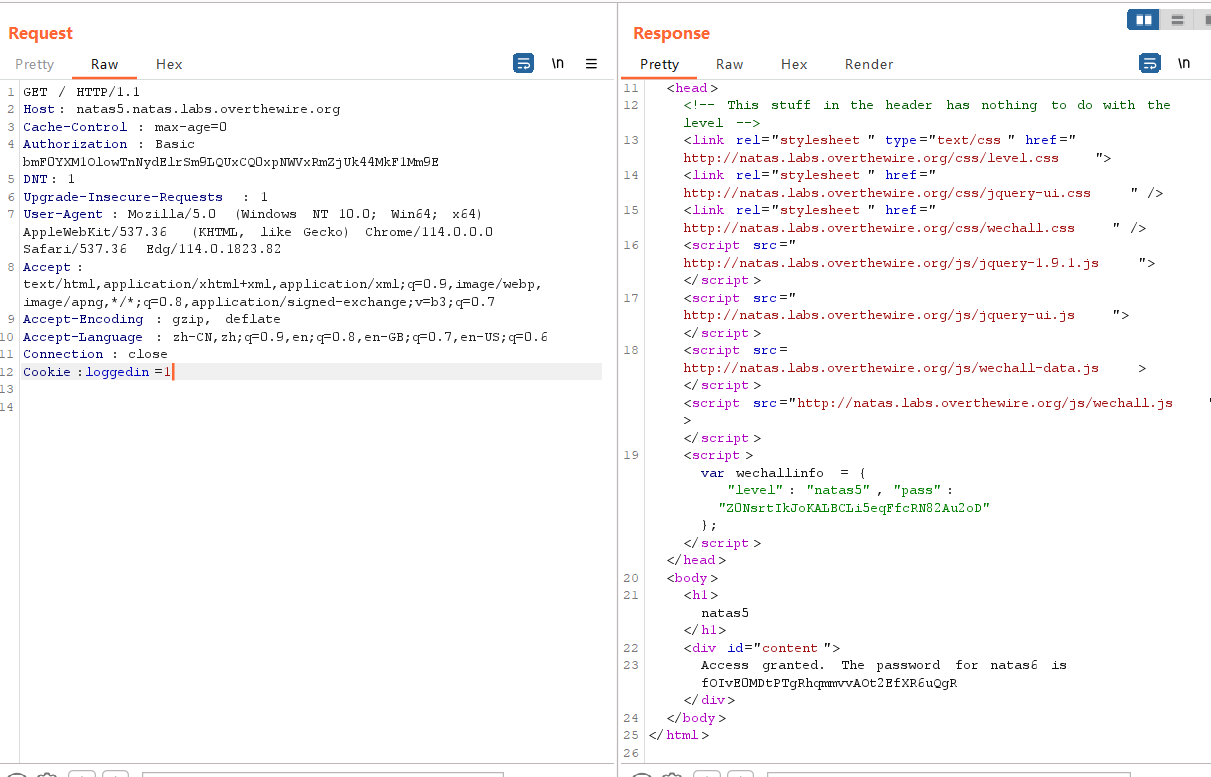 Request
Pretty Raw Hex \n
1 GET / HTTP/1.1
2 Host: natas5.natas.labs.overthewire.org
3 Cache-Control : max-age=0
4 Authorization : Basic
5 DNT: 1
6 Upgrade-Insecure-Requests : 1
7 User-Agent : Mozilla/5.0 (Windows NT 10.0; Win64; x64)
AppleWebKit/537.36 (KHTML, like Gecko) Chrome/114.0.0.0
Safari/537.36 Edg/114.0.1823.82
8 Accept :
text/html,application/xhtml+xml,application/xml;q=0.9,image/webp,
image/apng,*/*;q=0.8,application/signed-exchange;v=b3;q=0.7
9 Accept-Encoding : gzip, deflate
10 Accept-Language : zh-CN,zh;q=0.9,en;q=0.8,en-GB;q=0.7,en-US;q=0.6
11 Connection : close
12 Cookie :loggedin =1
13
14
Response
Pretty Raw Hex Render \n
11 <head>
12 <!-- This stuff in the header has nothing to do with the
level -->
13 <link rel="stylesheet " type="text/css " href="
http://natas.labs.overthewire.org/css/level.css ">
14 <link rel="stylesheet " href="
http://natas.labs.overthewire.org/css/jquery-ui.css " />
15 <link rel="stylesheet " href="
http://natas.labs.overthewire.org/css/wechall.css " />
16 <script src="
http://natas.labs.overthewire.org/js/jquery-1.9.1.js ">
</script >
17 <script src="
http://natas.labs.overthewire.org/js/jquery-ui.js ">
</script >
18 <script src=
http://natas.labs.overthewire.org/js/wechall-data.js >
</script >
<script src="http://natas.labs.overthewire.org/js/wechall.js "
>
</script >
19 <script >
var wechallinfo = {
"level" : "natas5" , "pass" :
"Z0NsrtIkJoKALBCLi5eqFfcRN82Au2oD"
};
</script >
</head >
20 <body >
21 <h1 >
natas5
</h1 >
22 <div id="content ">
23 Access granted. The password for natas6 is
fOIvE0MDtPTgRhqmmvvAOt2EfXR6uQgR
</div >
24 </body >
25 </html >
26